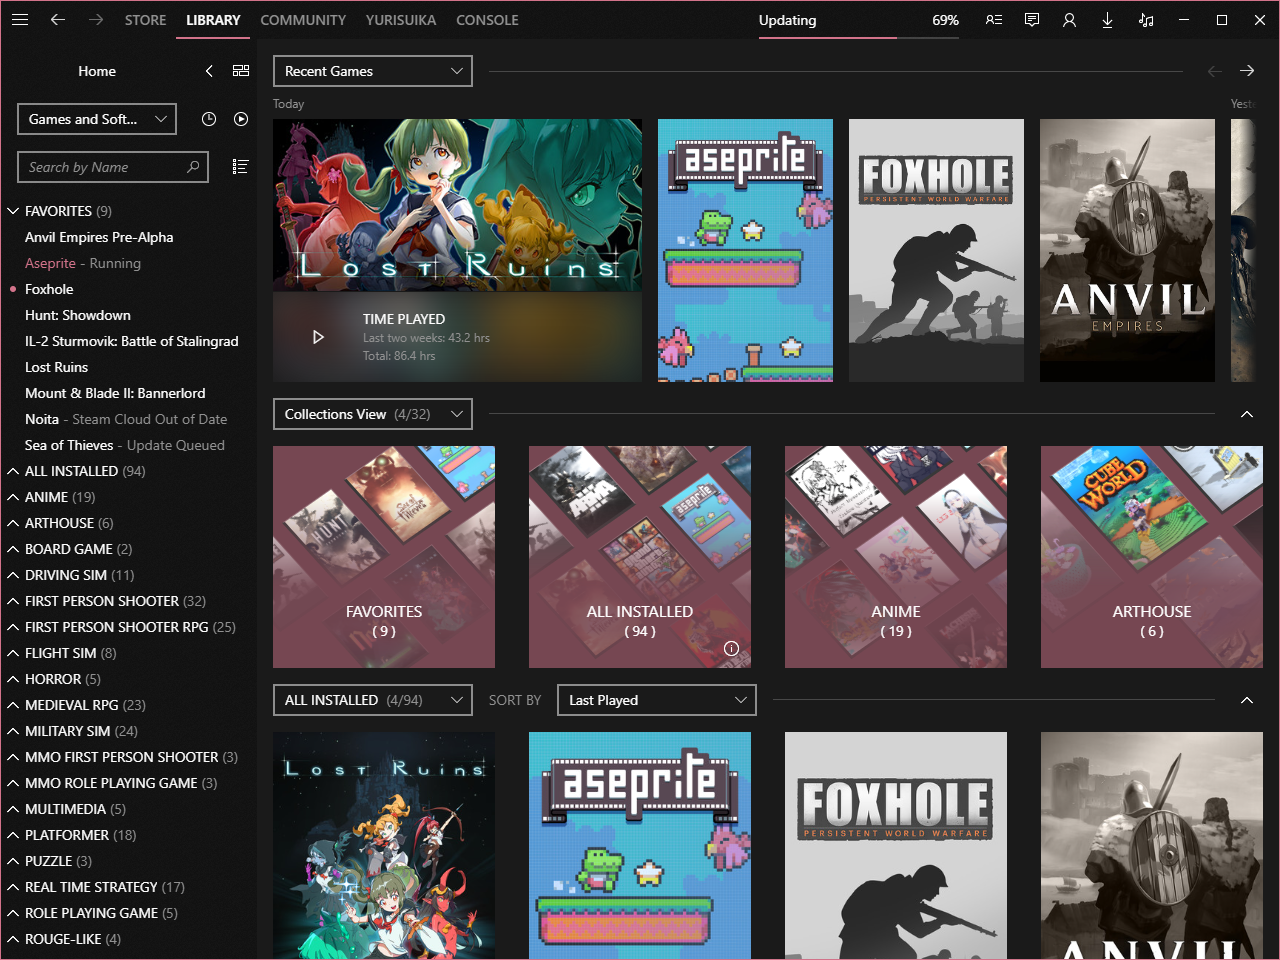 STORE LIBRARY COMMUNITY YURISUIKA CONSOLE Updating 69%
Home
Games and Soft...
Search by Name
FAVORITES (9)
Anvil Empires Pre-Alpha
Aseprite - Running
Foxhole
Hunt: Showdown
IL-2 Sturmovik: Battle of Stalingrad
Lost Ruins
Mount & Blade II: Bannerlord
Noita - Steam Cloud Out of Date
Sea of Thieves - Update Queued
ALL INSTALLED (94)
ANIME (19)
ARTHOUSE (6)
BOARD GAME (2)
DRIVING SIM (11)
FIRST PERSON SHOOTER (32)
FIRST PERSON SHOOTER RPG (25)
FLIGHT SIM (8)
HORROR (5)
MEDIEVAL RPG (23)
MILITARY SIM (24)
MMO FIRST PERSON SHOOTER (3)
MMO ROLE PLAYING GAME (3)
MULTIMEDIA (5)
PLATFORMER (18)
PUZZLE (3)
REAL TIME STRATEGY (17)
ROLE PLAYING GAME (5)
ROUGE-LIKE (4)
Recent Games
Today
Yest
LOST RUINS
TIME PLAYED
Last two weeks: 43.2 hrs
Total: 86.4 hrs
aseprite
FOXHOLE
PERSISTENT WORLD WARFARE
ANVIL
EMPIRES
Collections View (4/32)
HUNT
Sea of Thieves
FAVORITES
( 9 )
aseprite
ALL INSTALLED
( 94 )
ANIME
( 19 )
CUBE
WORLD
ARTHOUSE
( 6 )
ALL INSTALLED (4/94) SORT BY Last Played
LOST RUINS
aseprite
FOXHOLE
PERSISTENT WORLD WARFARE
ANVIL